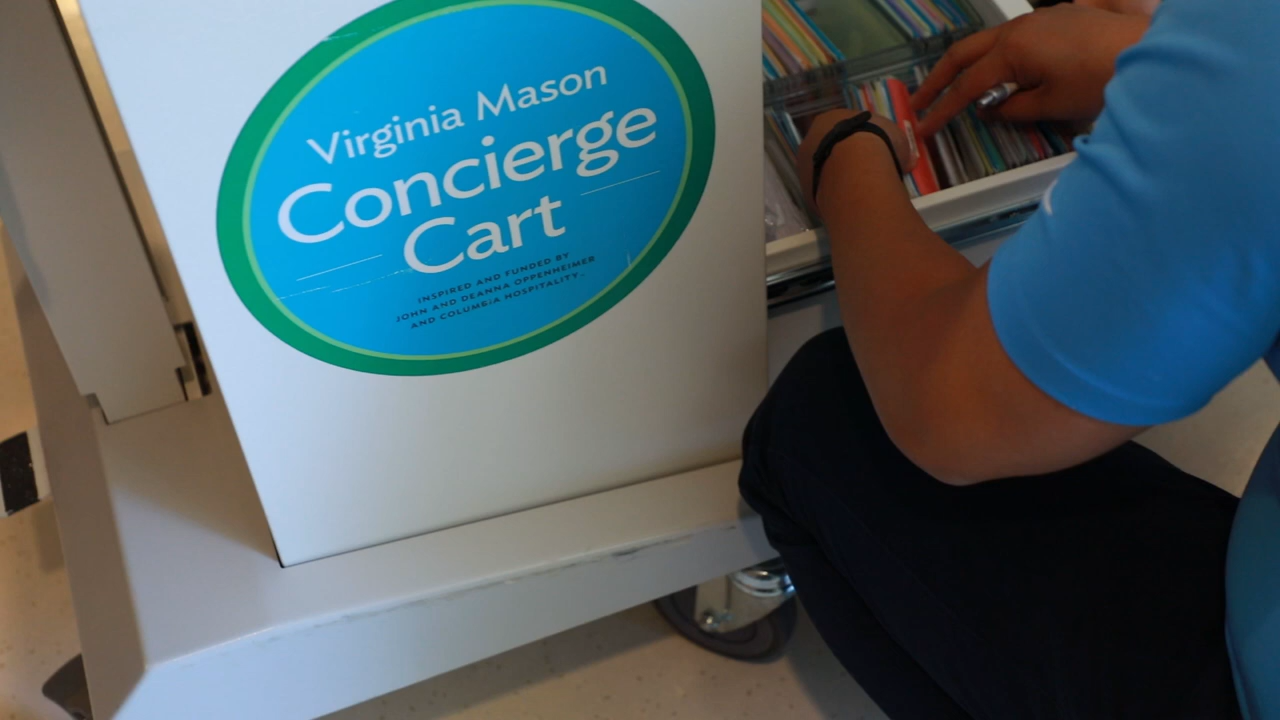 Virginia Mason
Concierge
Cart
INSPIRED AND FUNDED BY
JOHN AND DEANNA OPPENHEIMER
AND COLUMBIA HOSPITALITY.